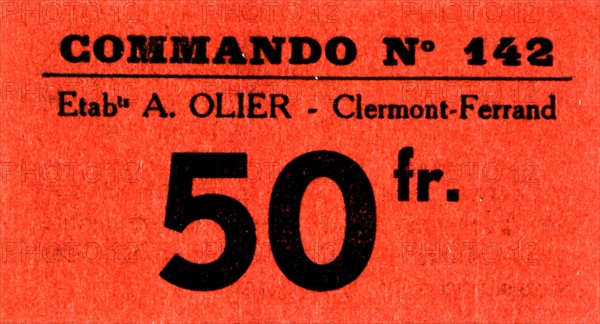 COMMANDO Nº 142
Etabᵗˢ A. OLIER - Clermont-Ferrand
50 fr.